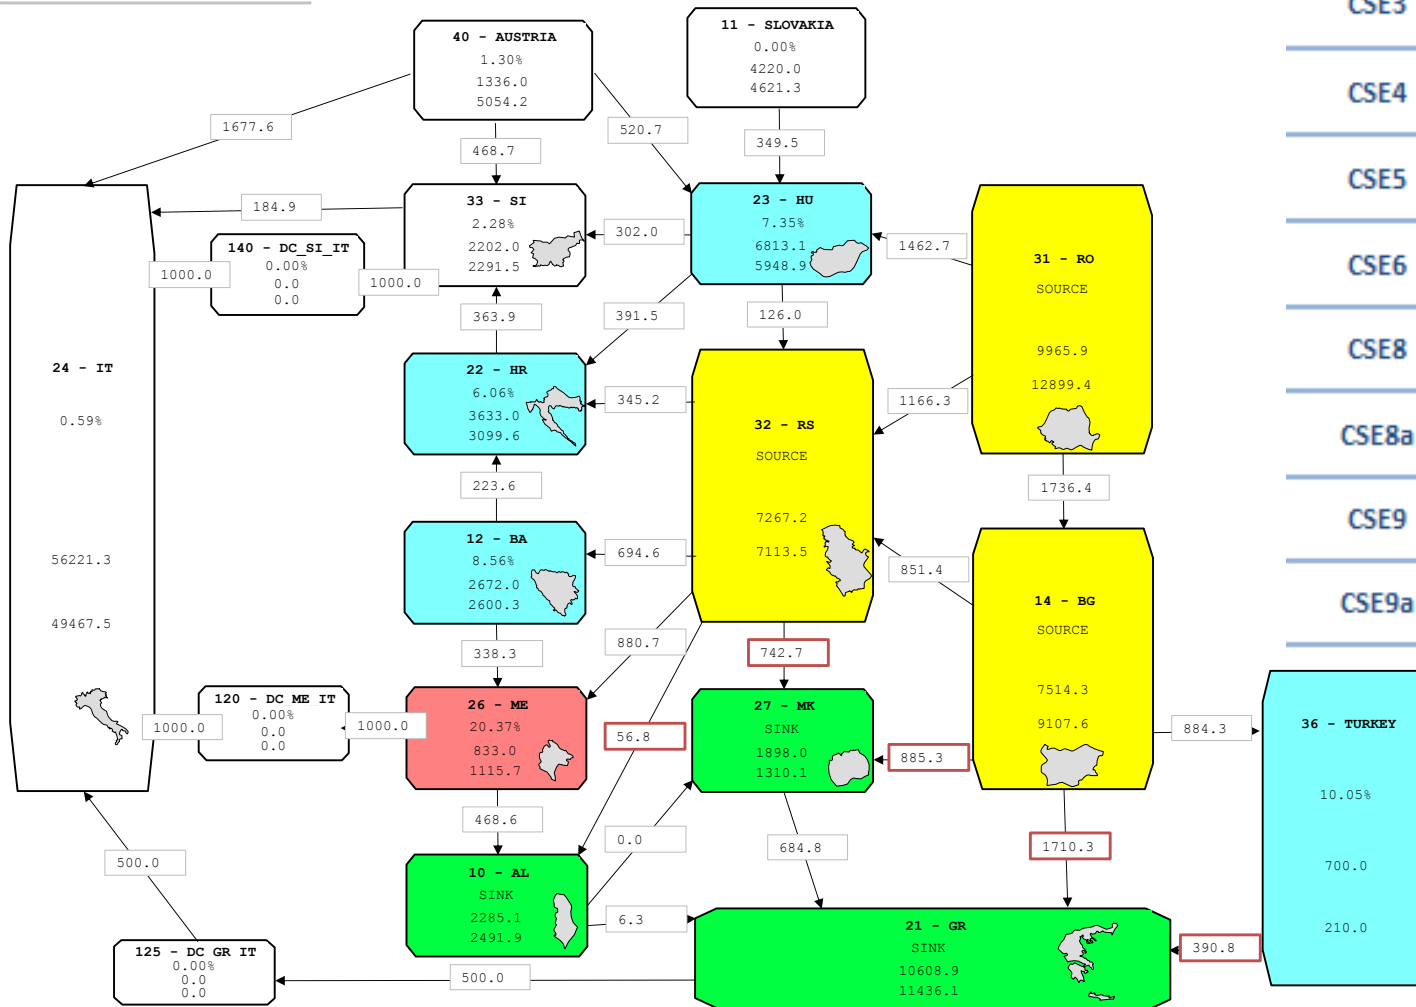 40 - AUSTRIA
1.30%
1336.0
5054.2
11 - SLOVAKIA
0.00%
4220.0
4621.3
CSE3
CSE4
CSE5
CSE6
CSE8
CSE8a
CSE9
CSE9a
1677.6
468.7
520.7
349.5
33 - SI
2.28%
2202.0
2291.5
23 - HU
7.35%
6813.1
5948.9
184.9
302.0
1462.7
140 - DC_SI_IT
0.00%
0.0
0.0
1000.0
1000.0
31 - RO
SOURCE
9965.9
12899.4
363.9
391.5
126.0
24 - IT
0.59%
56221.3
49467.5
22 - HR
6.06%
3633.0
3099.6
345.2
1166.3
32 - RS
SOURCE
7267.2
7113.5
223.6
1736.4
12 - BA
8.56%
2672.0
2600.3
694.6
851.4
14 - BG
SOURCE
7514.3
9107.6
338.3
880.7
742.7
120 - DC ME IT
0.00%
0.0
0.0
1000.0
1000.0
26 - ME
20.37%
833.0
1115.7
56.8
27 - MK
SINK
1898.0
1310.1
885.3
884.3
36 - TURKEY
10.05%
700.0
210.0
468.6
0.0
684.8
1710.3
500.0
10 - AL
SINK
2285.1
2491.9
6.3
21 - GR
SINK
10608.9
11436.1
390.8
125 - DC GR IT
0.00%
0.0
0.0
500.0